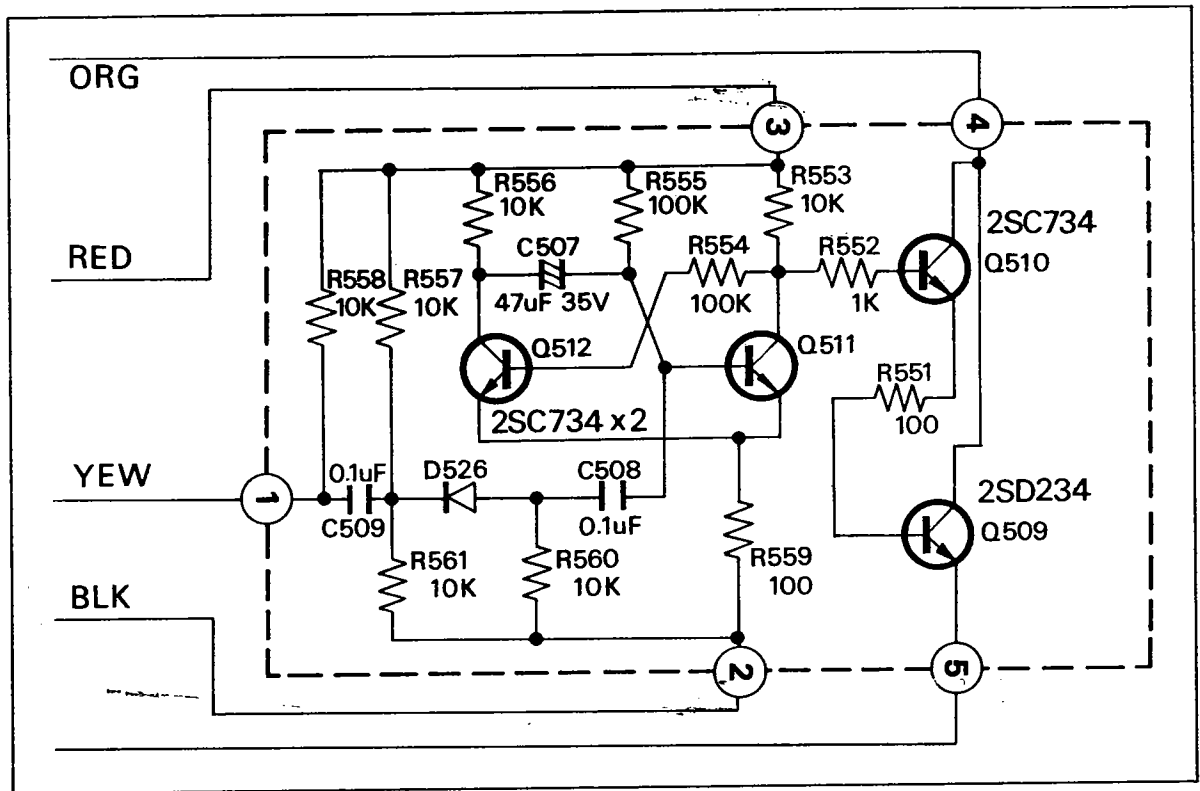 ORG
3
4
R556
10K
R555
100K
R553
10K
2SC734
Q510
RED
C507
R554
R552
R558
10K
R557
10K
47uF 35V
100K
1K
Q512
Q511
R551
100
2SC734 x2
YEW
1
0.1uF
C509
D526
C508
0.1uF
2SD234
Q509
R561
10K
R560
10K
R559
100
BLK
2
5